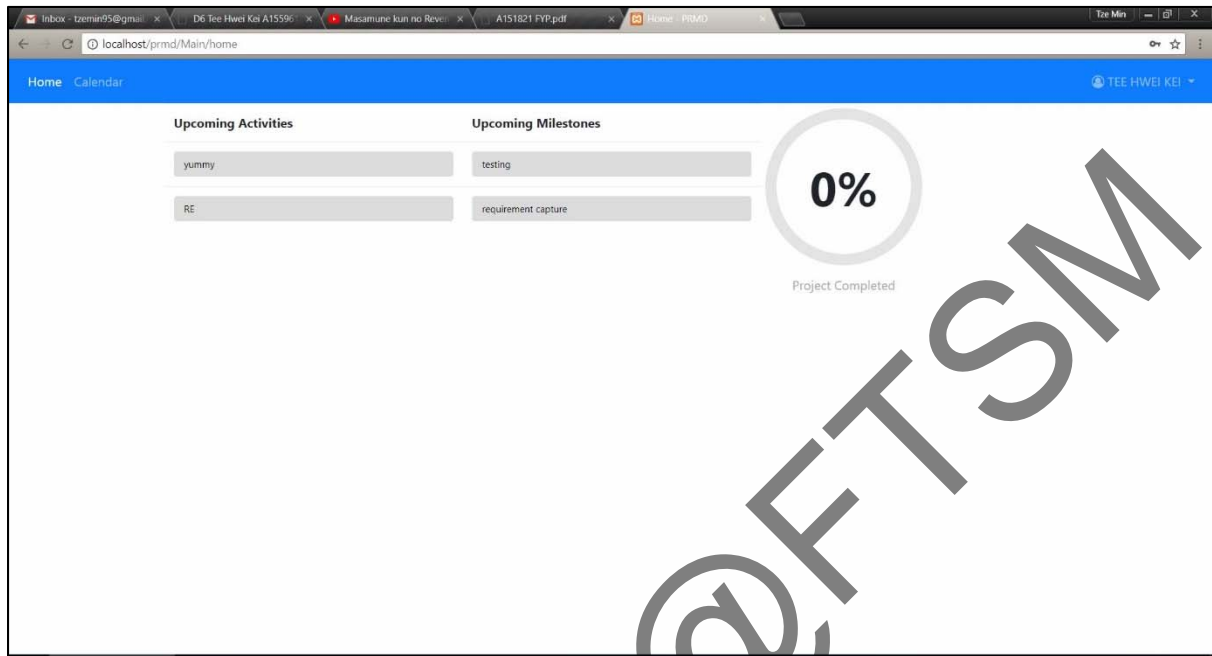 Inbox - tzemin95@gmail
D6 Tee Hwei Kei A15596
Masamune kun no Reven
A151821 FYP.pdf
Home - PRMD
Tze Min
localhost/prmd/Main/home
Home Calendar
TEE HWEI KEI
Upcoming Activities
Upcoming Milestones
yummy
testing
0%
RE
requirement capture
Project Completed
@FTSM